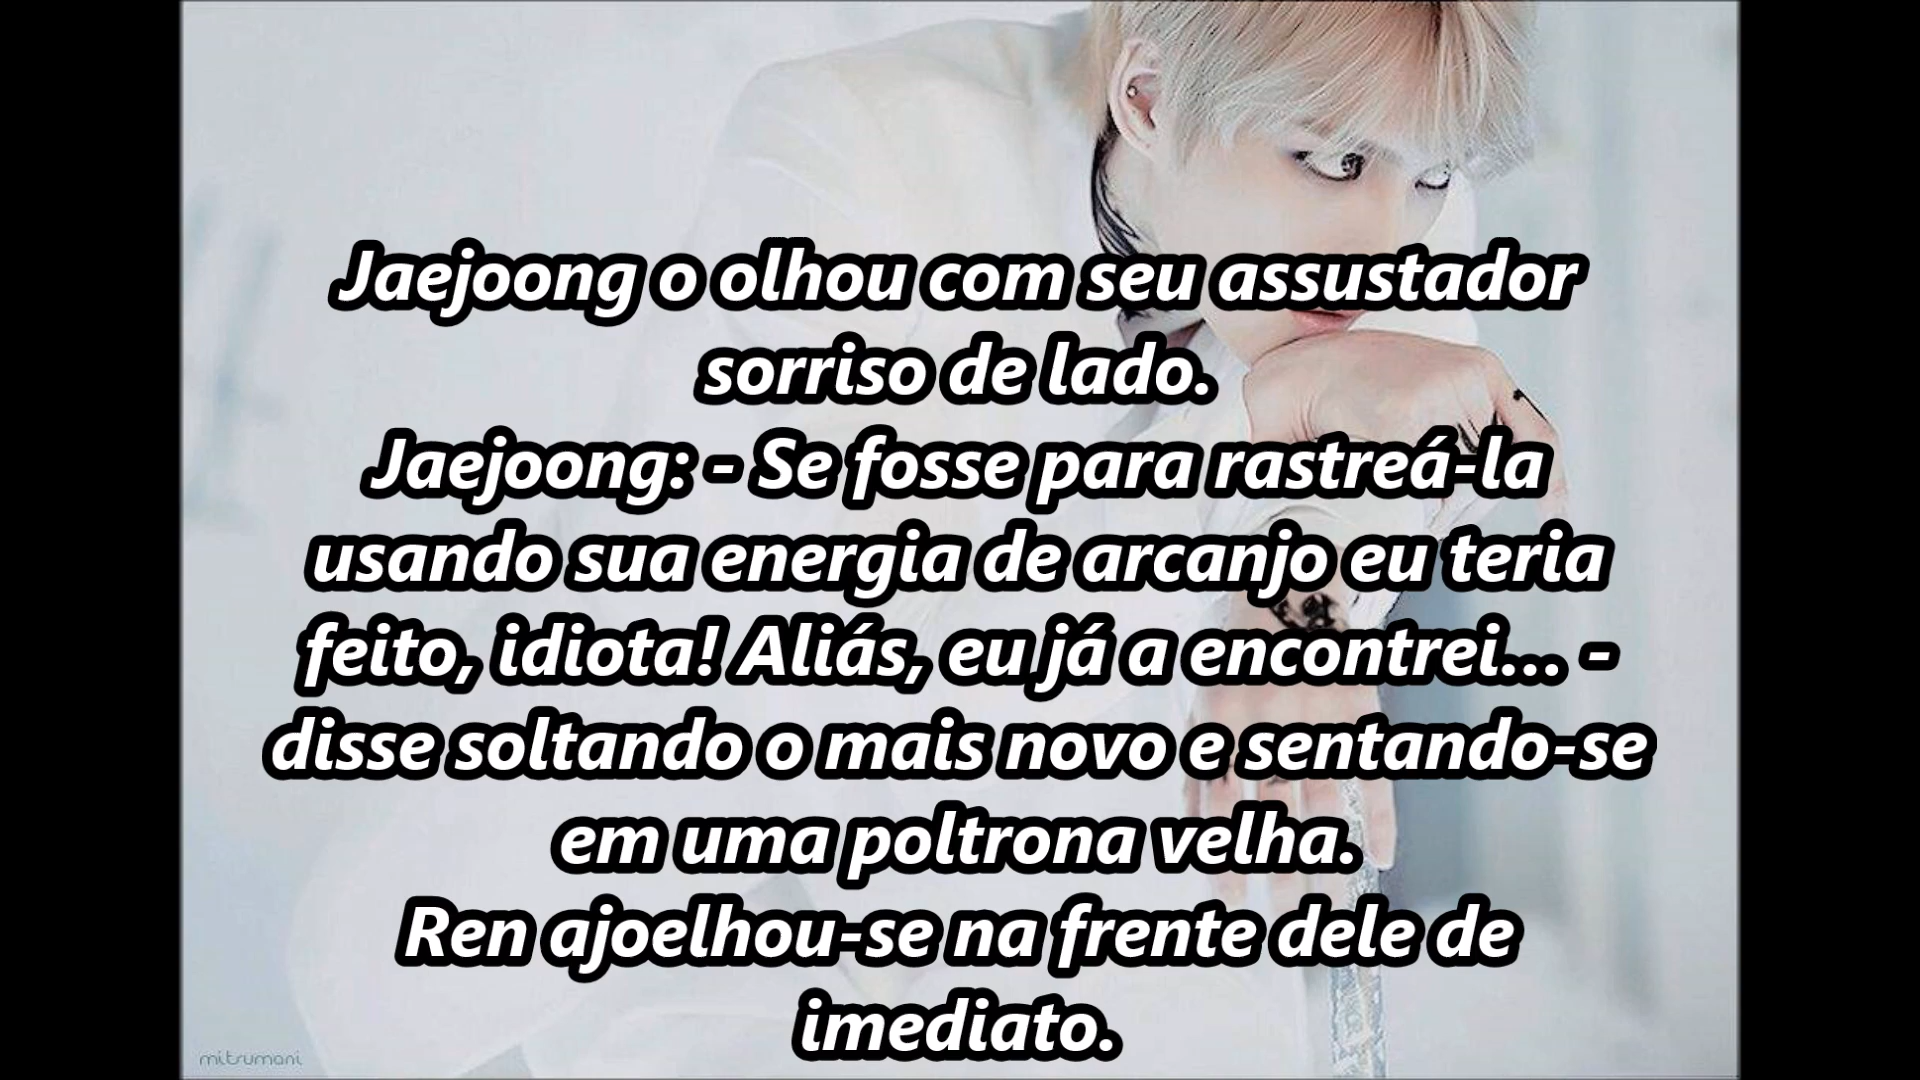 Jaejoong o olhou com seu assustador
sorriso de lado.
Jaejoong: - Se fosse para rastreá-la
usando sua energia de arcanjo eu teria
feito, idiota! Aliás, eu já a encontrei... -
disse soltando o mais novo e sentando-se
em uma poltrona velha.
Ren ajoelhou-se na frente dele de
imediato.
mitrumani